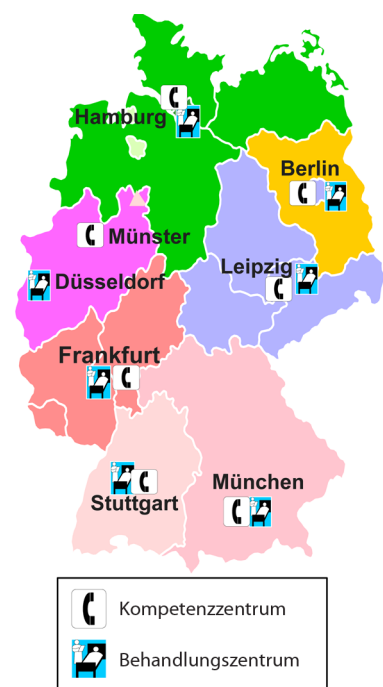 Hamburg
Berlin
Münster
Leipzig
Düsseldorf
Frankfurt
München
Stuttgart
Kompetenzzentrum
Behandlungszentrum